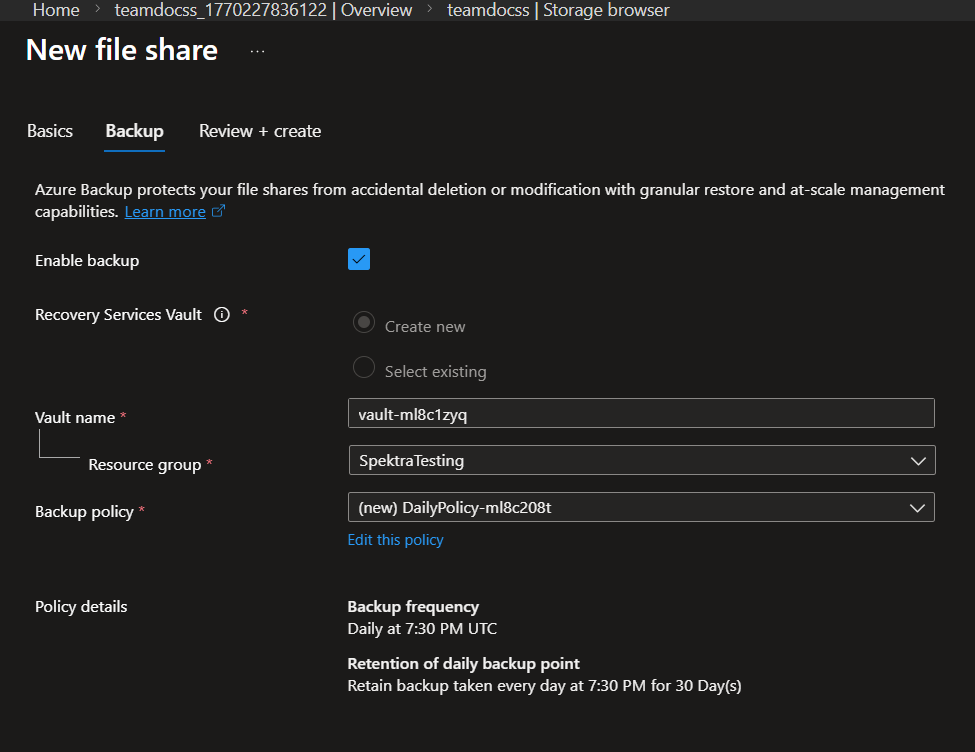 Home > teamdocss_1770227836122 | Overview > teamdocss | Storage browser
New file share ...
Basics Backup Review + create
Azure Backup protects your file shares from accidental deletion or modification with granular restore and at-scale management
capabilities. Learn more
Enable backup
Recovery Services Vault *
Create new
Select existing
Vault name * vault-ml8c1zyq
Resource group * SpektraTesting
Backup policy * (new) DailyPolicy-ml8c208t
Edit this policy
Policy details
Backup frequency
Daily at 7:30 PM UTC
Retention of daily backup point
Retain backup taken every day at 7:30 PM for 30 Day(s)